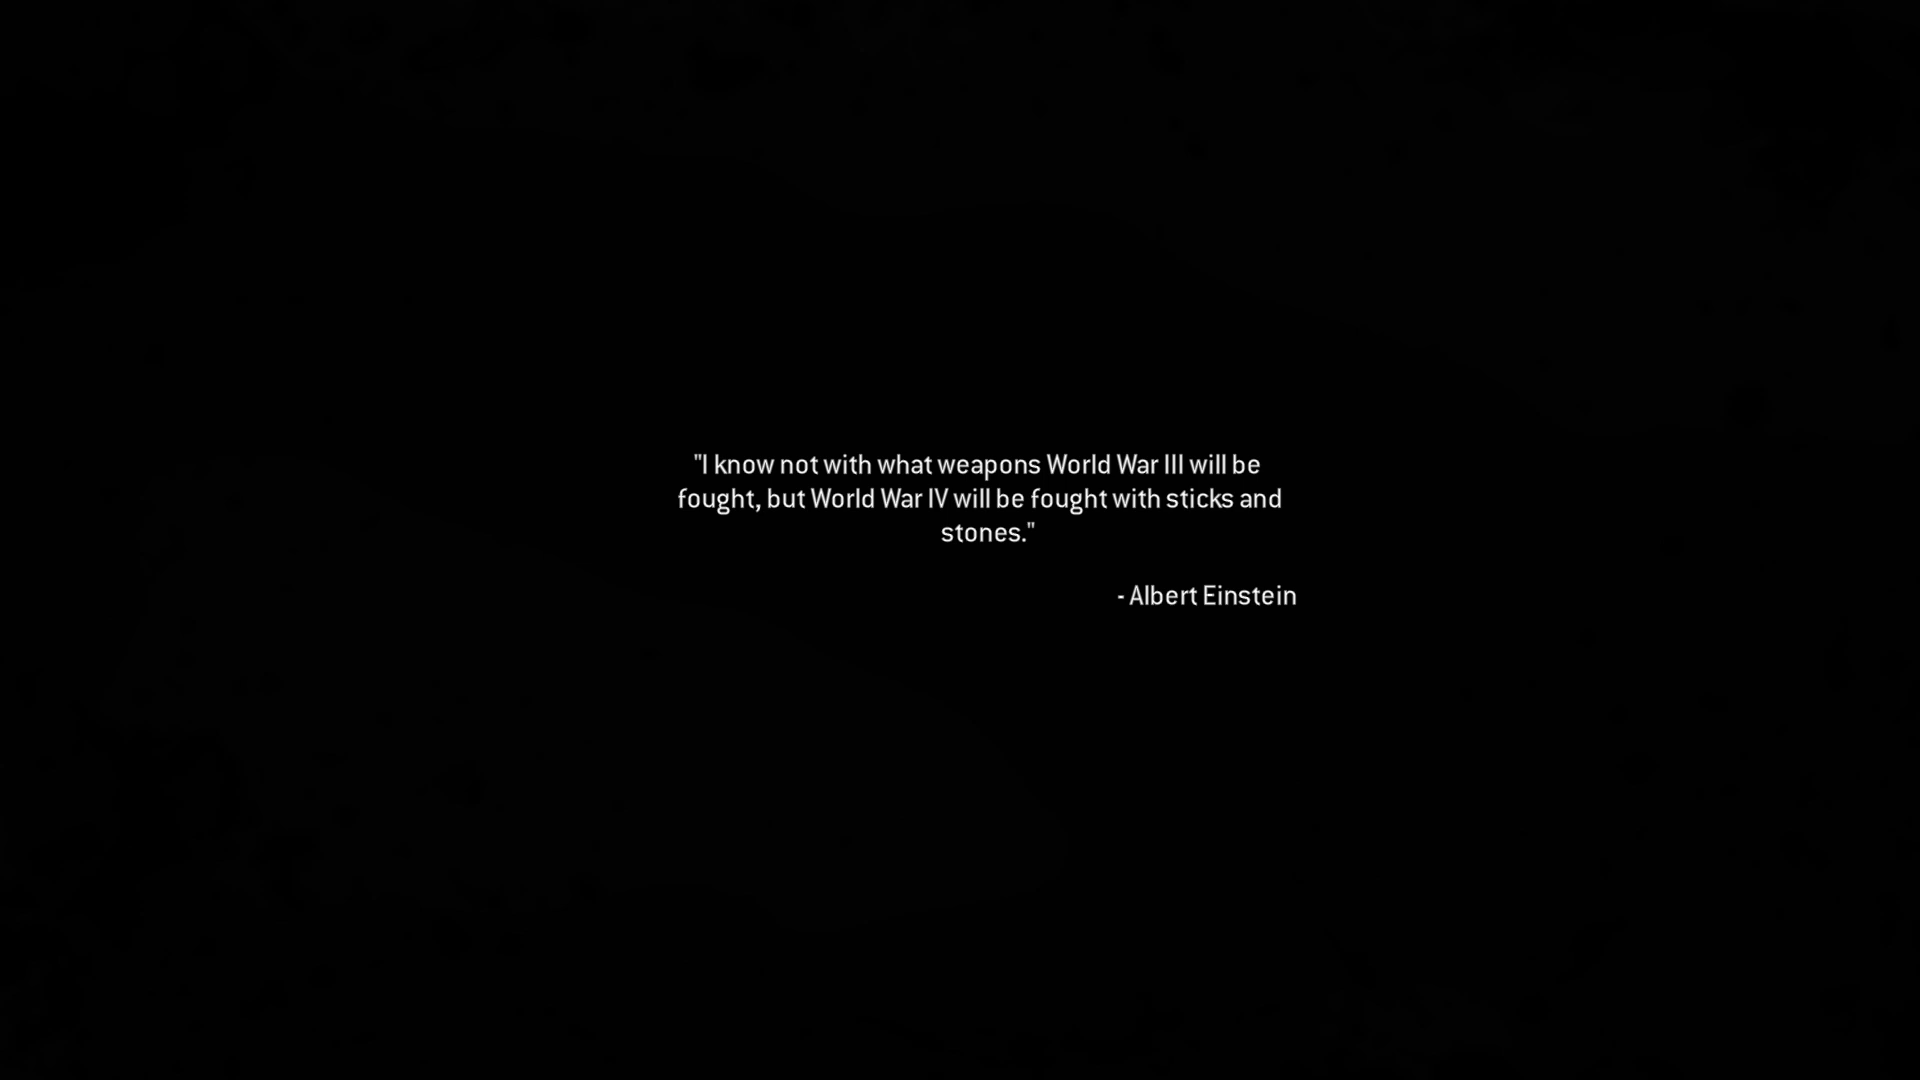 "I know not with what weapons World War III will be
fought, but World War IV will be fought with sticks and
stones."
- Albert Einstein